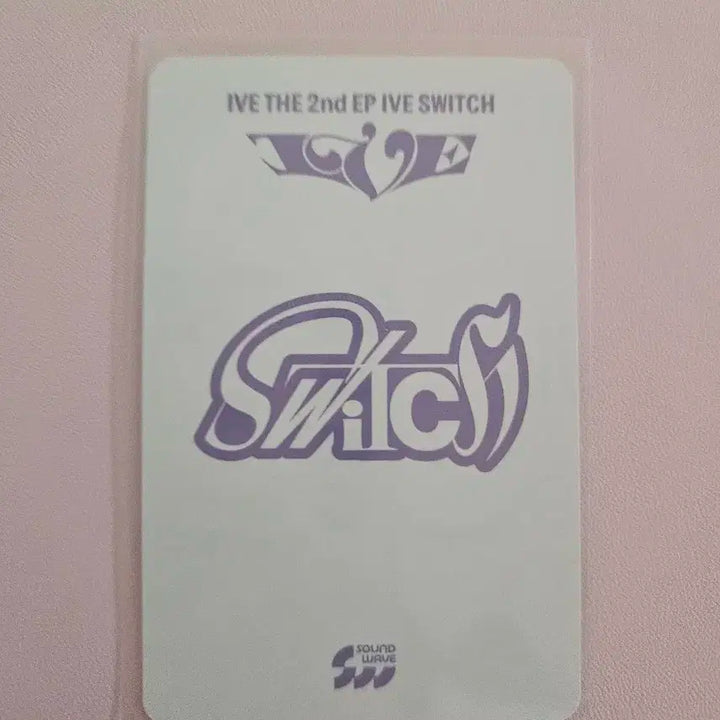 IVE THE 2nd EP IVE SWITCH
IVE
SWiTCH
SOUND
WAVE